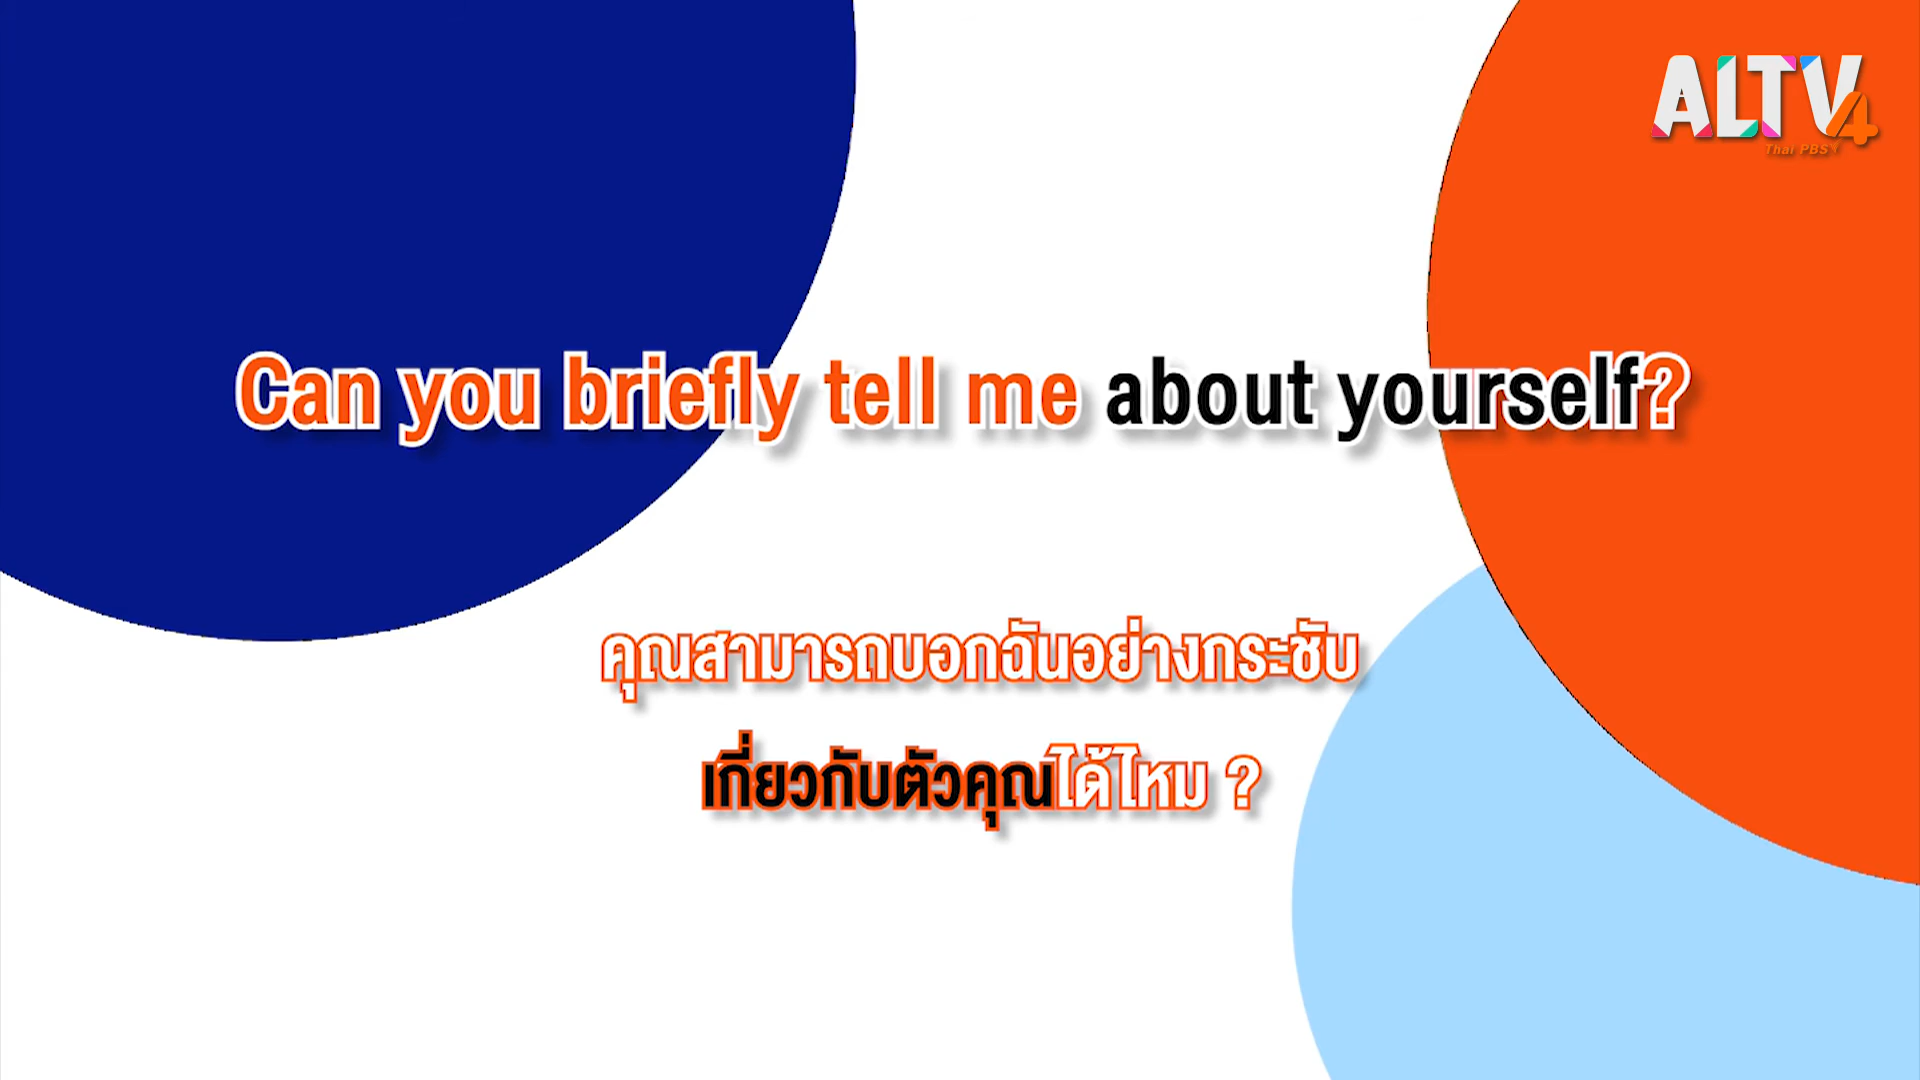 ALTV4
Thai PBS
Can you briefly tell me about yourself?
คุณสามารถบอกฉันอย่างกระชับ
เกี่ยวกับตัวคุณได้ไหม ?